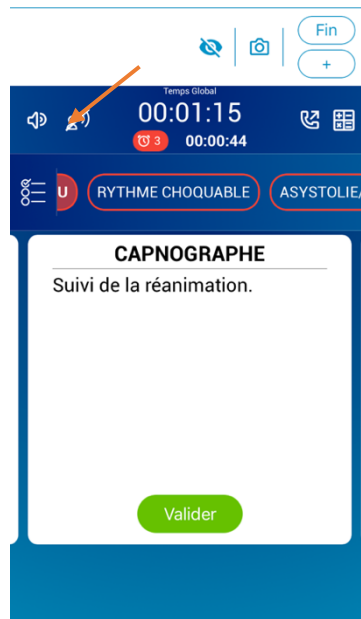 Fin
+
Temps Global
00:01:15
3 00:00:44
U RYTHME CHOQUABLE ASYSTOLIE/
CAPNOGRAPHE
Suivi de la réanimation.
Valider